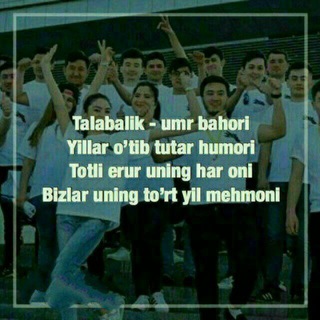 Talabalik - umr bahori
Yillar o'tib tutar humori
Totli erur uning har oni
Bizlar uning to'rt yil mehmoni